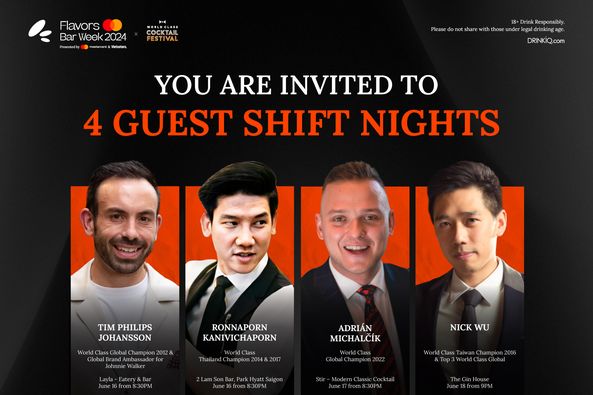 Flavors
Bar Week 2024
Presented by mastercard &
WORLD CLASS
COCKTAIL
FESTIVAL
18+ Drink Responsibly.
Please do not share with those under legal drinking age.
DRINKiQ.com
YOU ARE INVITED TO
4 GUEST SHIFT NIGHTS
TIM PHILIPS
JOHANSSON
World Class Global Champion 2012 &
Global Brand Ambassador for
Johnnie Walker
Layla - Eatery & Bar
June 16 from 8:30PM
RONNAPORN
KANIVICHAPORN
World Class
Thailand Champion 2014 & 2017
2 Lam Son Bar, Park Hyatt Saigon
June 16 from 8:30PM
ADRIÁN
MICHALČÍK
World Class
Global Champion 2022
Stir – Modern Classic Cocktail
June 17 from 8:30PM
NICK WU
World Class Taiwan Champion 2016
& Top 3 World Class Global
The Gin House
June 18 from 9PM